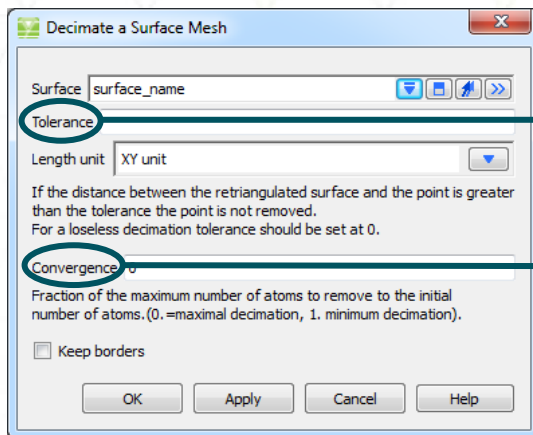 Decimate a Surface Mesh
Surface surface_name
Tolerance
Length unit XY unit
If the distance between the retriangulated surface and the point is greater
than the tolerance the point is not removed.
For a loseless decimation tolerance should be set at 0.
Convergence 0
Fraction of the maximum number of atoms to remove to the initial
number of atoms.(0.=maximal decimation, 1. minimum decimation).
Keep borders
OK Apply Cancel Help